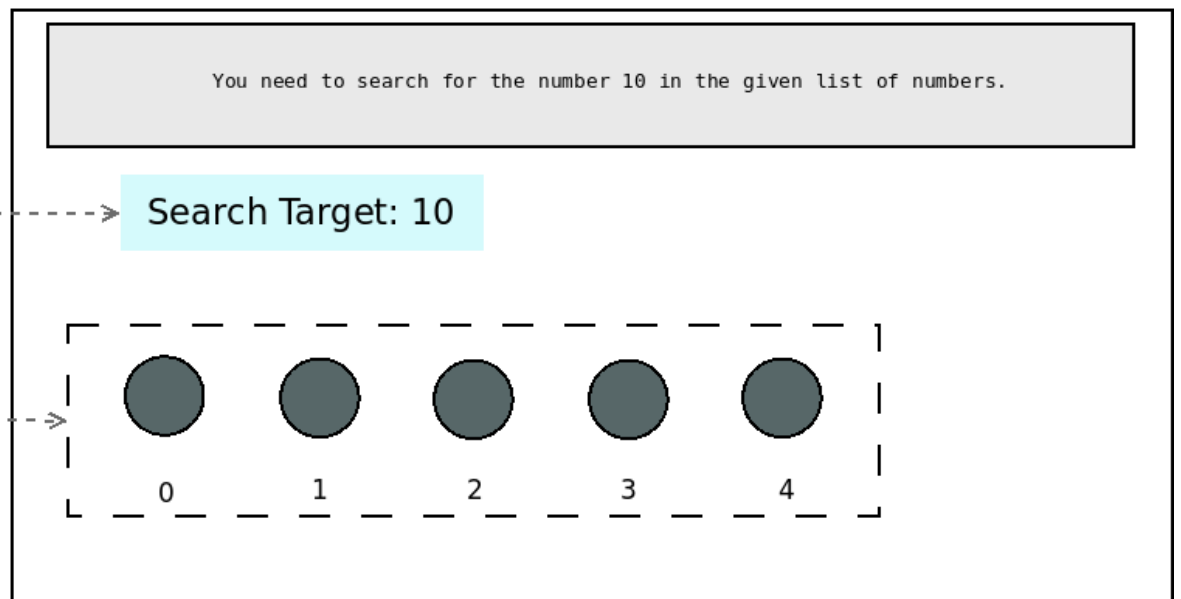 You need to search for the number 10 in the given list of numbers.
Search Target: 10
0 1 2 3 4